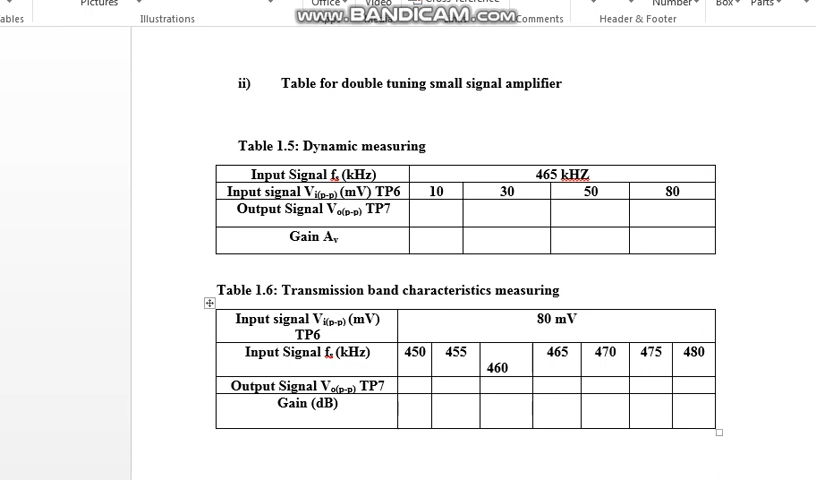 Pictures Office Video Cross-reference Number Box Parts
ables Illustrations Comments Header & Footer
www.BANDICAM.com
ii) Table for double tuning small signal amplifier
Table 1.5: Dynamic measuring
Input Signal fs (kHz) 465 kHZ
Input signal Vi(p-p) (mV) TP6 10 30 50 80
Output Signal Vo(p-p) TP7
Gain Av
Table 1.6: Transmission band characteristics measuring
Input signal Vi(p-p) (mV) 80 mV
TP6
Input Signal fs (kHz) 450 455 460 465 470 475 480
Output Signal Vo(p-p) TP7
Gain (dB)